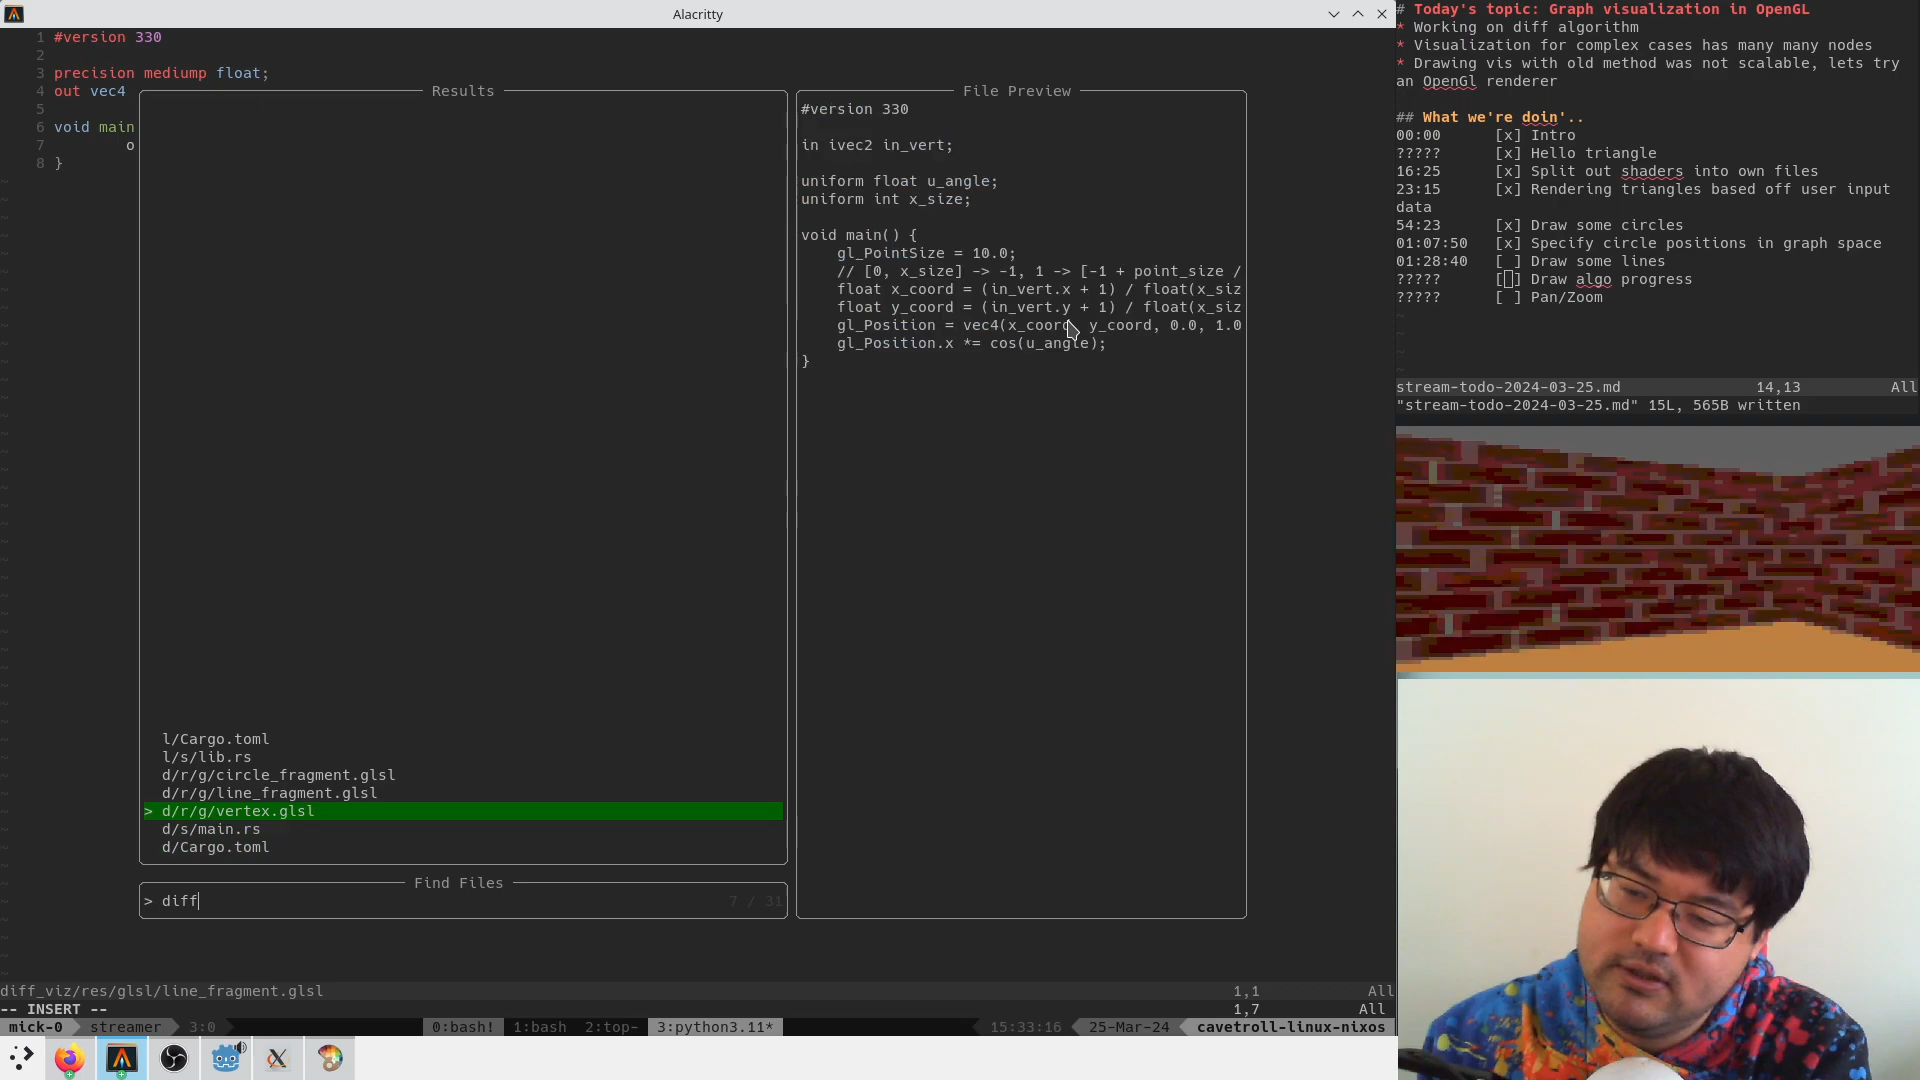 Alacritty
1 #version 330
2
3 precision mediump float;
4 out vec4
5
6 void main
7 o
8 }
Results
l/Cargo.toml
l/s/lib.rs
d/r/g/circle_fragment.glsl
d/r/g/line_fragment.glsl
> d/r/g/vertex.glsl
d/s/main.rs
d/Cargo.toml
Find Files
> diff 7 / 31
File Preview
#version 330
in ivec2 in_vert;
uniform float u_angle;
uniform int x_size;
void main() {
gl_PointSize = 10.0;
// [0, x_size] -> -1, 1 -> [-1 + point_size /
float x_coord = (in_vert.x + 1) / float(x_siz
float y_coord = (in_vert.y + 1) / float(x_siz
gl_Position = vec4(x_coord, y_coord, 0.0, 1.0
gl_Position.x *= cos(u_angle);
}
diff_viz/res/glsl/line_fragment.glsl 1,1 All
-- INSERT -- 1,7 All
mick-0 streamer 3:0 0:bash! 1:bash 2:top- 3:python3.11* 15:33:16 25-Mar-24 cavetroll-linux-nixos
# Today's topic: Graph visualization in OpenGL
* Working on diff algorithm
* Visualization for complex cases has many many nodes
* Drawing vis with old method was not scalable, lets try
an OpenGl renderer
## What we're doin'..
00:00 [x] Intro
????? [x] Hello triangle
16:25 [x] Split out shaders into own files
23:15 [x] Rendering triangles based off user input
data
54:23 [x] Draw some circles
01:07:50 [x] Specify circle positions in graph space
01:28:40 [ ] Draw some lines
????? [ ] Draw algo progress
????? [ ] Pan/Zoom
stream-todo-2024-03-25.md 14,13 All
"stream-todo-2024-03-25.md" 15L, 565B written